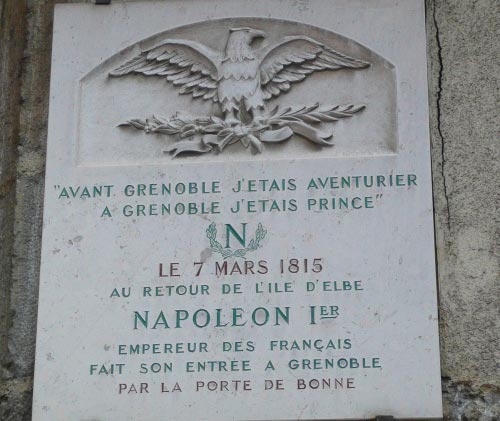 "AVANT GRENOBLE J'ETAIS AVENTURIER
A GRENOBLE J'ETAIS PRINCE"
N
LE 7 MARS 1815
AU RETOUR DE L'ILE D'ELBE
NAPOLEON IER
EMPEREUR DES FRANÇAIS
FAIT SON ENTRÉE A GRENOBLE
PAR LA PORTE DE BONNE